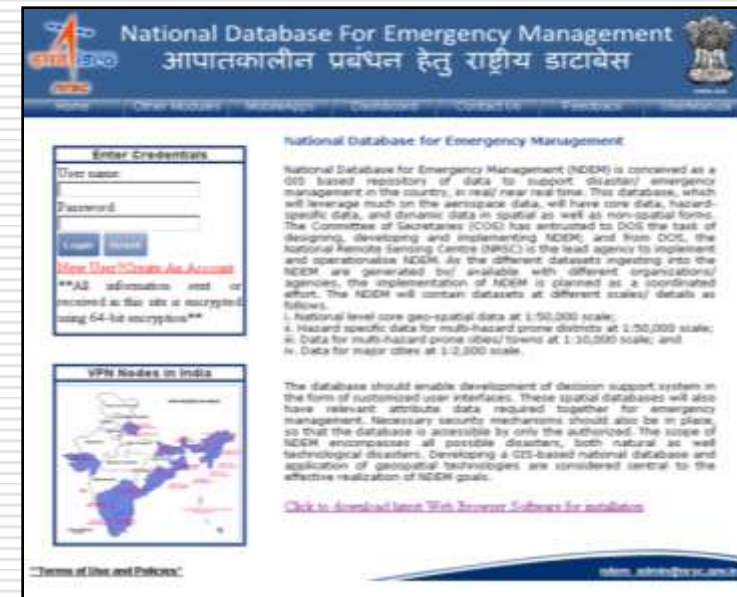 National Database For Emergency Management
आपातकालीन प्रबंधन हेतु राष्ट्रीय डाटाबेस
Home Other Modules MobileApps Dashboard Contact Us Feedback
Enter Credentials
User name:
Password:
Login Reset
New User?Create An Account
**All information sent or
received in this site is encrypted
using 64-bit encryption**
VPN Nodes in India
"Terms of Use and Policies"
National Database for Emergency Management
National Database for Emergency Management (NDEM) is conceived as a
GIS based repository of data to support disaster/ emergency
management in the country, in real/ near real time. This database, which
will leverage much on the aerospace data, will have core data, hazard-
specific data, and dynamic data in spatial as well as non-spatial forms.
The Committee of Secretaries (COS) has entrusted to DOS the task of
designing, developing and implementing NDEM; and from DOS, the
National Remote Sensing Centre (NRSC) is the lead agency to implement
and operationalise NDEM. As the different datasets ingesting into the
NDEM are generated by/ available with different organizations/
agencies, the implementation of NDEM is planned as a coordinated
effort. The NDEM will contain datasets at different scales/ details as
follows.
i. National level core geo-spatial data at 1:50,000 scale;
ii. Hazard specific data for multi-hazard prone districts at 1:50,000 scale;
iii. Data for multi-hazard prone cities/ towns at 1:10,000 scale; and
iv. Data for major cities at 1:2,000 scale.
The database should enable development of decision support system in
the form of customized user interfaces. These spatial databases will also
have relevant attribute data required together for emergency
management. Necessary security mechanisms should also be in place,
so that the database is accessible by only the authorized. The scope of
NDEM encompasses all possible disasters, both natural as well
technological disasters. Developing a GIS-based national database and
application of geospatial technologies are considered central to the
effective realization of NDEM goals.
Click to download latest Web Browser Software for installation
ndem_admin@nrsc.gov.in